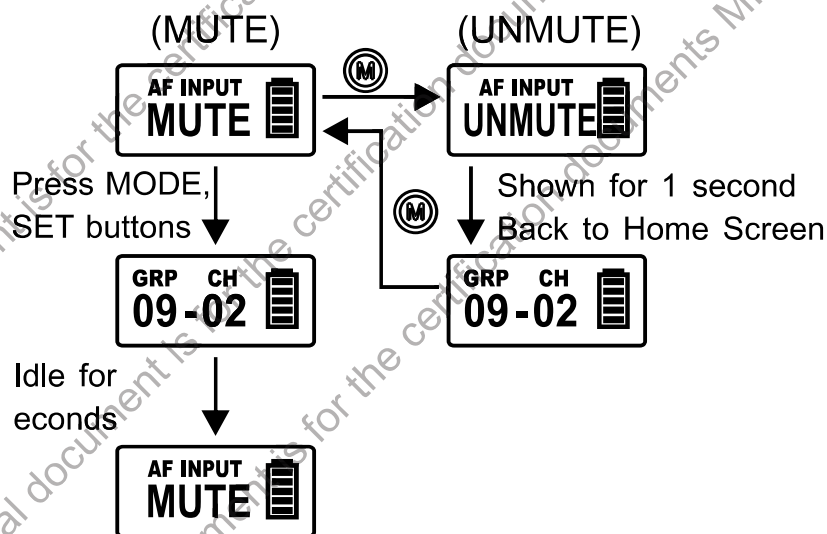 (MUTE)
(UNMUTE)
AF INPUT
MUTE
M
AF INPUT
UNMUTE
Press MODE,
SET buttons
M
Shown for 1 second
Back to Home Screen
GRP CH
09-02
GRP CH
09-02
Idle for
econds
AF INPUT
MUTE